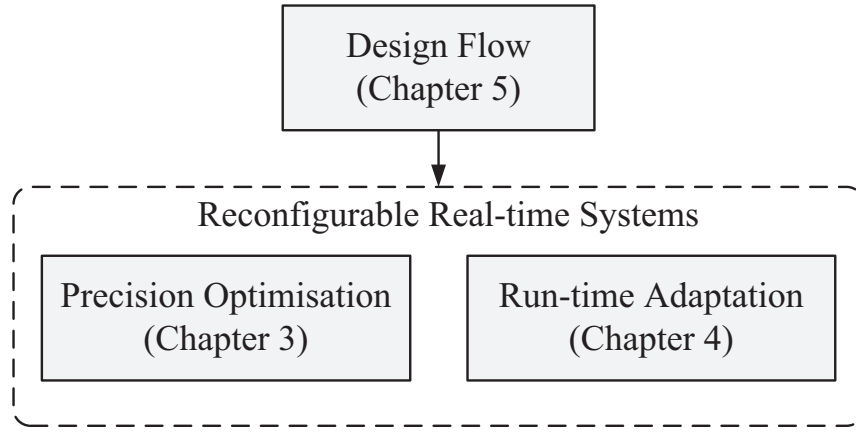 Design Flow
(Chapter 5)
Reconfigurable Real-time Systems
Precision Optimisation
(Chapter 3)
Run-time Adaptation
(Chapter 4)